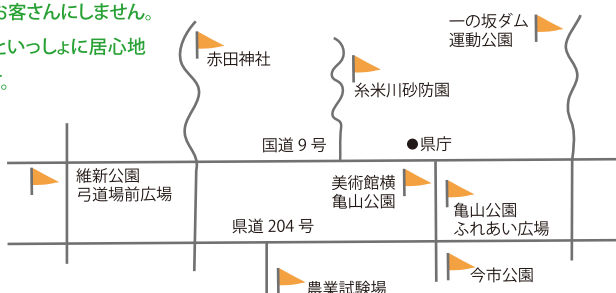 お客さんにしません。
といっしょに居心地
。
一の坂ダム
運動公園
赤田神社
糸米川砂防園
国道 9 号
県庁
維新公園
弓道場前広場
美術館横
亀山公園
亀山公園
ふれあい広場
県道 204 号
今市公園
農業試験場